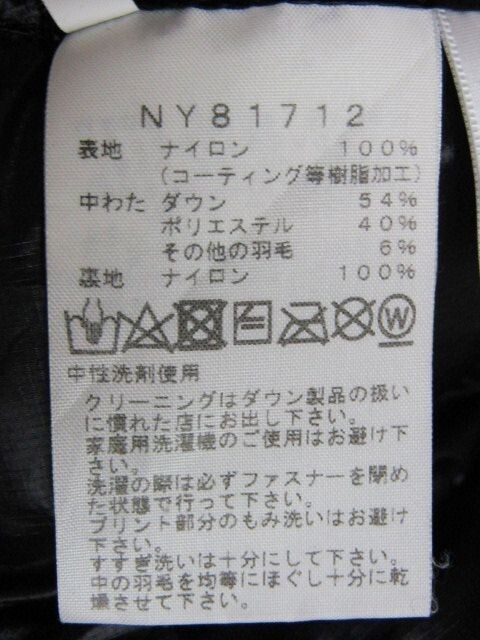 NY81712
表地 ナイロン 100%
(コーティング等樹脂加工)
中わた ダウン 54%
ポリエステル 40%
その他の羽毛 6%
裏地 ナイロン 100%
W
中性洗剤使用
クリーニングはダウン製品の扱い
に慣れた店にお出し下さい。
家庭用洗濯機のご使用はお避け下
さい。
洗濯の際は必ずファスナーを閉め
た状態で行って下さい。
プリント部分のもみ洗いはお避け
下さい。
すすぎ洗いは十分にして下さい。
中の羽毛を均等にほぐし十分に乾
燥させて下さい。